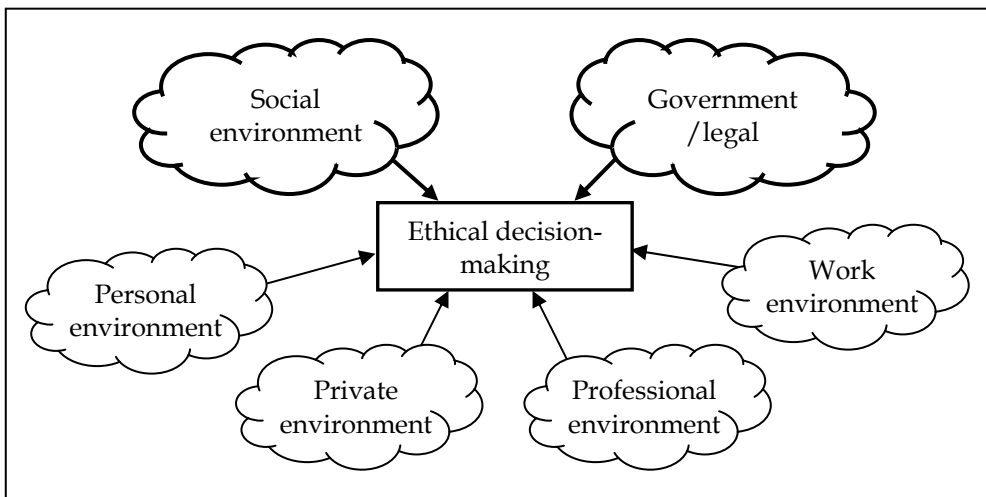 Social
environment
Government
/legal
Ethical decision-
making
Personal
environment
Work
environment
Private
environment
Professional
environment